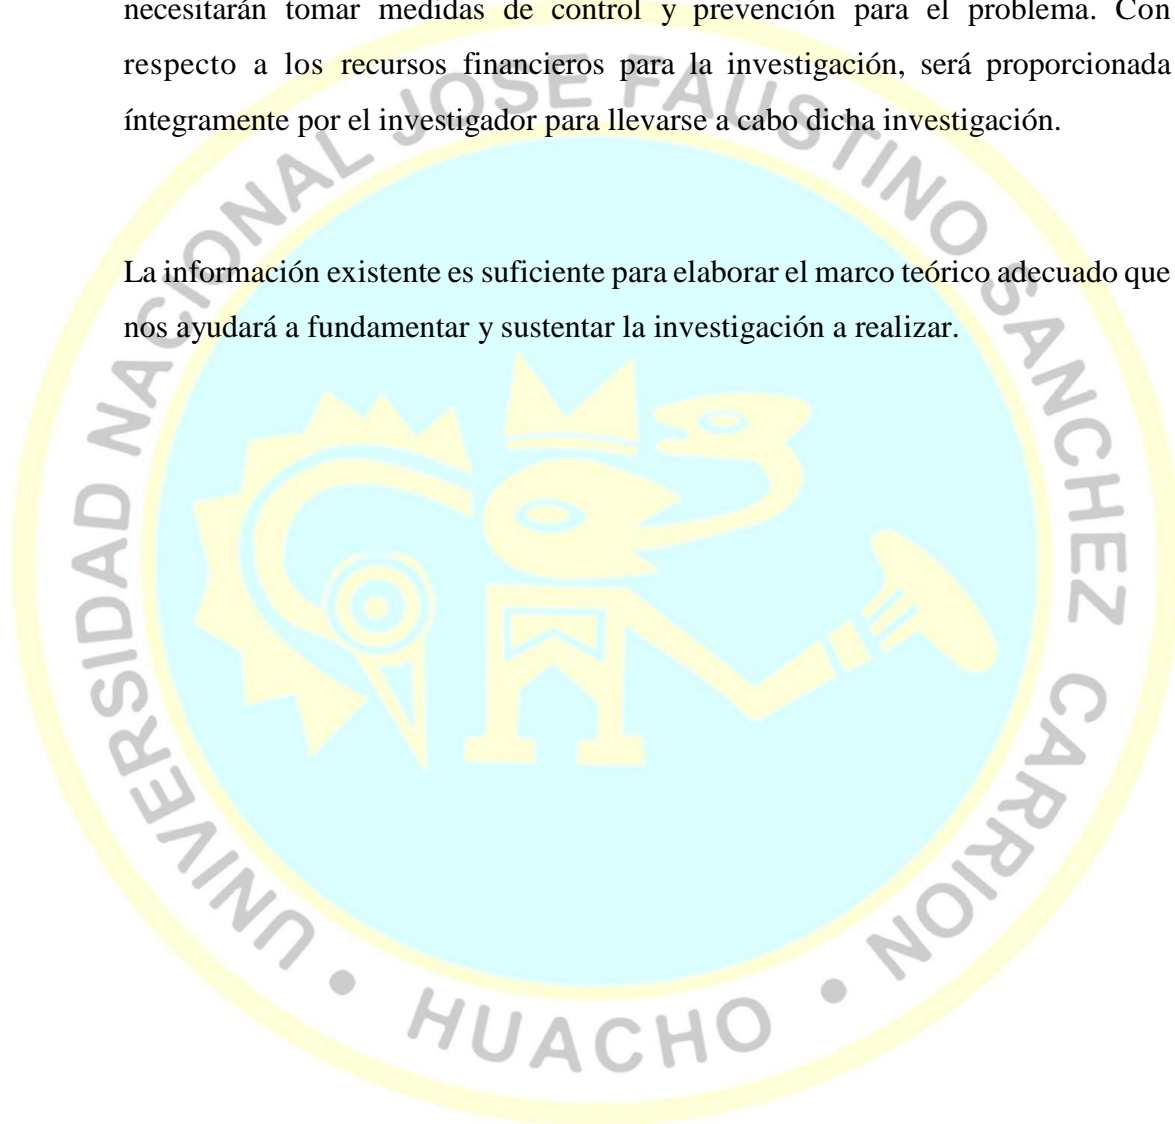 necesitarán tomar medidas de control y prevención para el problema. Con
respecto a los recursos financieros para la investigación, será proporcionada
íntegramente por el investigador para llevarse a cabo dicha investigación.
La información existente es suficiente para elaborar el marco teórico adecuado que
nos ayudará a fundamentar y sustentar la investigación a realizar.
UNIVERSIDAD NACIONAL JOSE FAUSTINO SANCHEZ CARRION
• HUACHO •